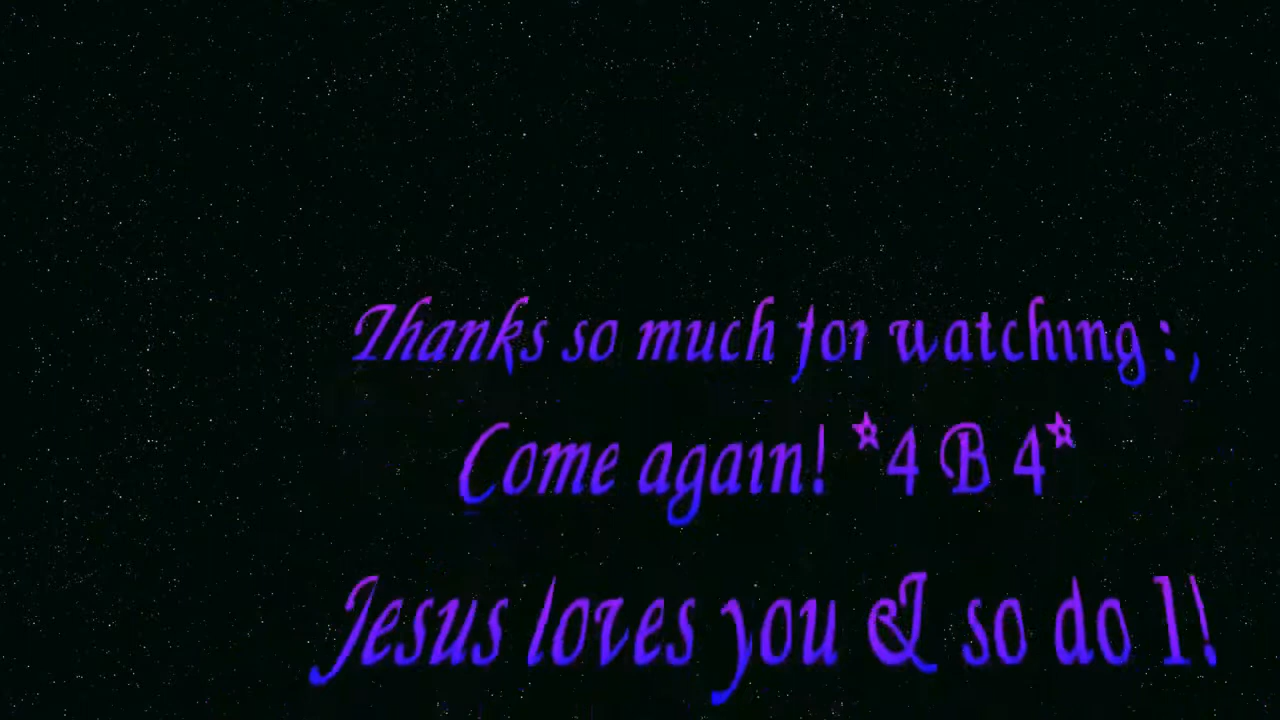 Thanks so much for watching :,
Come again! *4 B 4*
Jesus loves you & so do I!